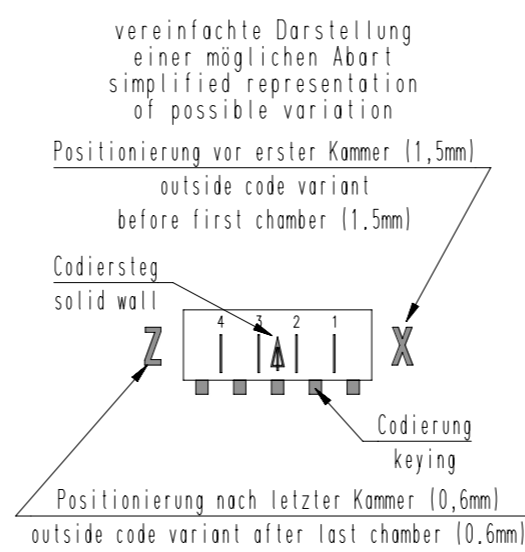 vereinfachte Darstellung
einer möglichen Abart
simplified representation
of possible variation
Positionierung vor erster Kammer (1,5mm)
outside code variant
before first chamber (1.5mm)
Codiersteg
solid wall
Z
4 3 2 1
X
Codierung
keying
Positionierung nach letzter Kammer (0,6mm)
outside code variant after last chamber (0.6mm)